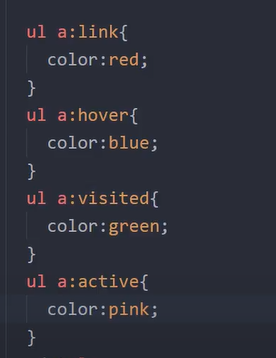 ul a:link{
color:red;
}
ul a:hover{
color:blue;
}
ul a:visited{
color:green;
}
ul a:active{
color:pink;
}